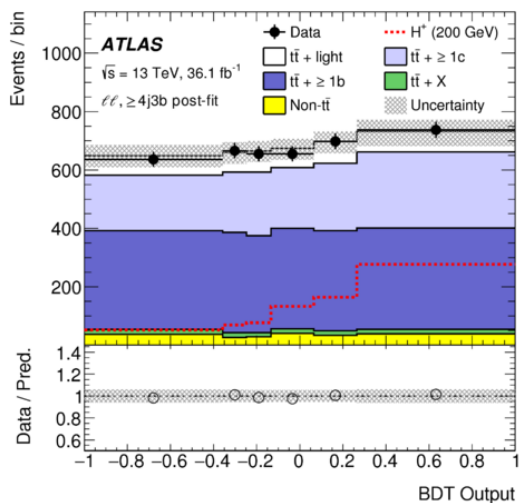 Events / bin
1000
800
600
400
200
ATLAS
√s = 13 TeV, 36.1 fb⁻¹
ℓℓ, ≥ 4j3b post-fit
Data
H⁺ (200 GeV)
tt̄ + light
tt̄ + ≥ 1c
tt̄ + ≥ 1b
tt̄ + X
Non-tt̄
Uncertainty
Data / Pred.
1.4
1.2
1
0.8
0.6
−1 −0.8 −0.6 −0.4 −0.2 0 0.2 0.4 0.6 0.8 1
BDT Output